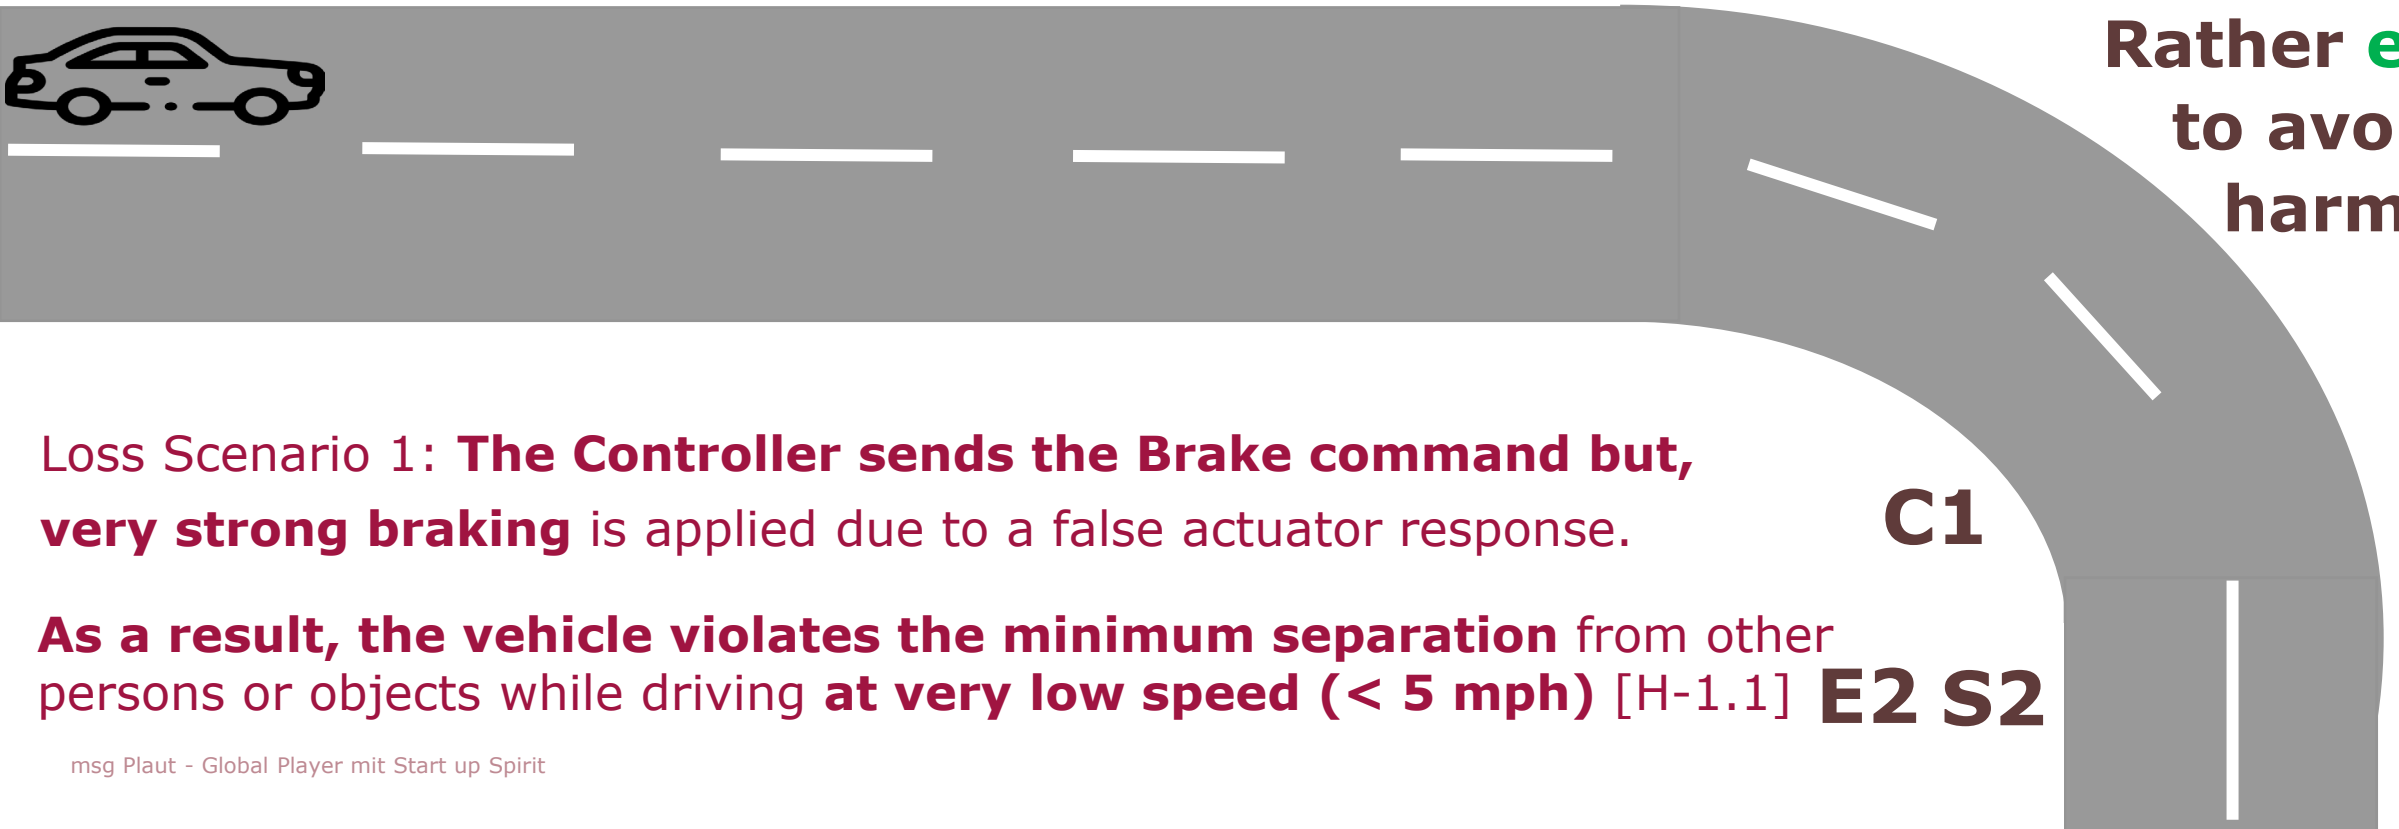 Rather
to
Loss Scenario 1: The Controller sends the Brake command but,
very strong braking is applied due to a false actuator response.
C1
As a result, the vehicle violates the minimum separation from other
persons or objects while driving at very low speed (< 5 mph) [H-1.1]
E2 S2
msg Plaut - Global Player mit Start up Spirit